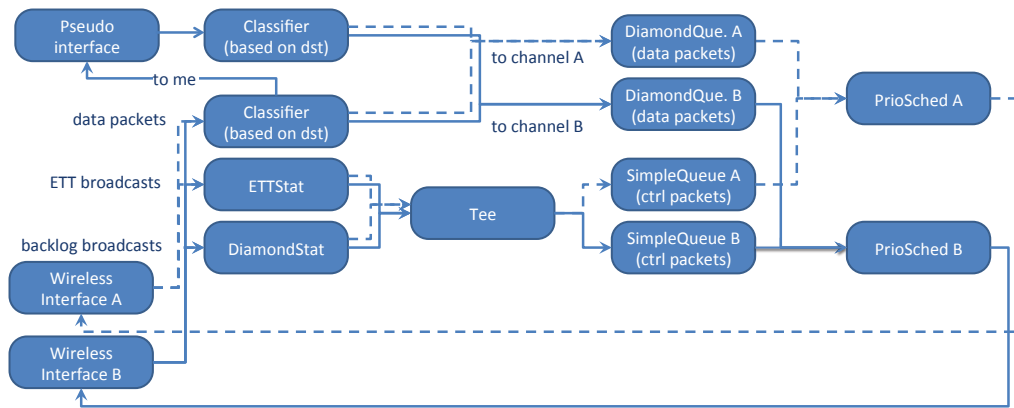 Pseudo
interface
Classifier
(based on dst)
to channel A
DiamondQue. A
(data packets)
to me
PrioSched A
data packets
Classifier
(based on dst)
to channel B
DiamondQue. B
(data packets)
ETT broadcasts
ETTStat
Tee
SimpleQueue A
(ctrl packets)
backlog broadcasts
DiamondStat
SimpleQueue B
(ctrl packets)
PrioSched B
Wireless
Interface A
Wireless
Interface B